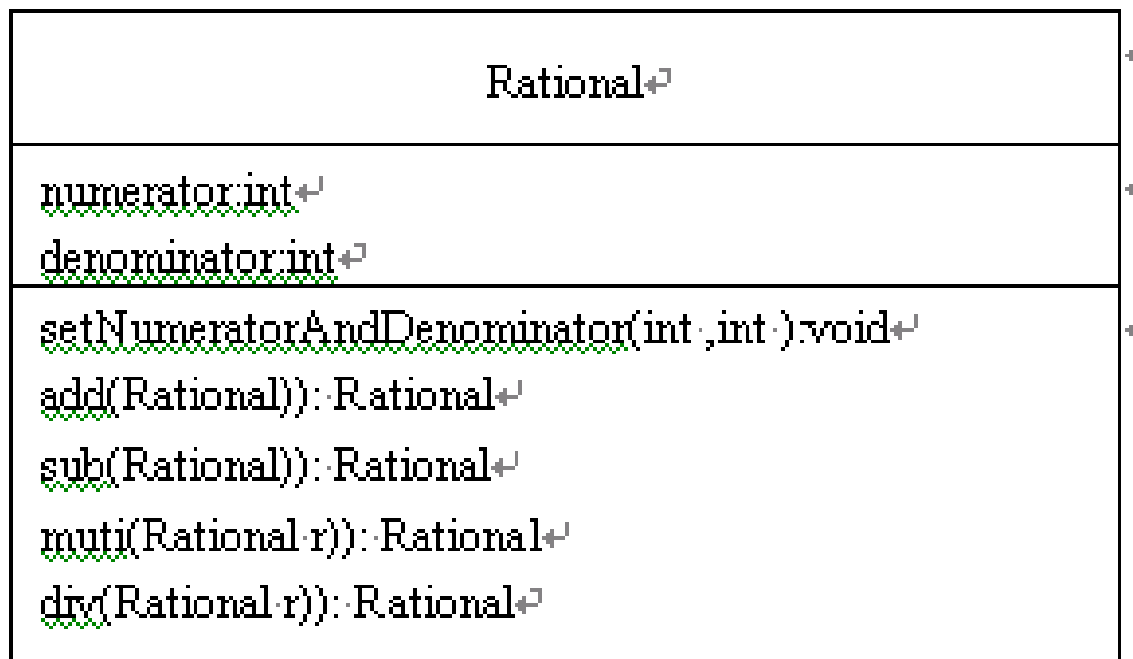 Rational
numerator:int
denominator:int
setNumeratorAndDenominator(int ,int ):void
add(Rational)): Rational
sub(Rational)): Rational
muti(Rational r)): Rational
div(Rational r)): Rational